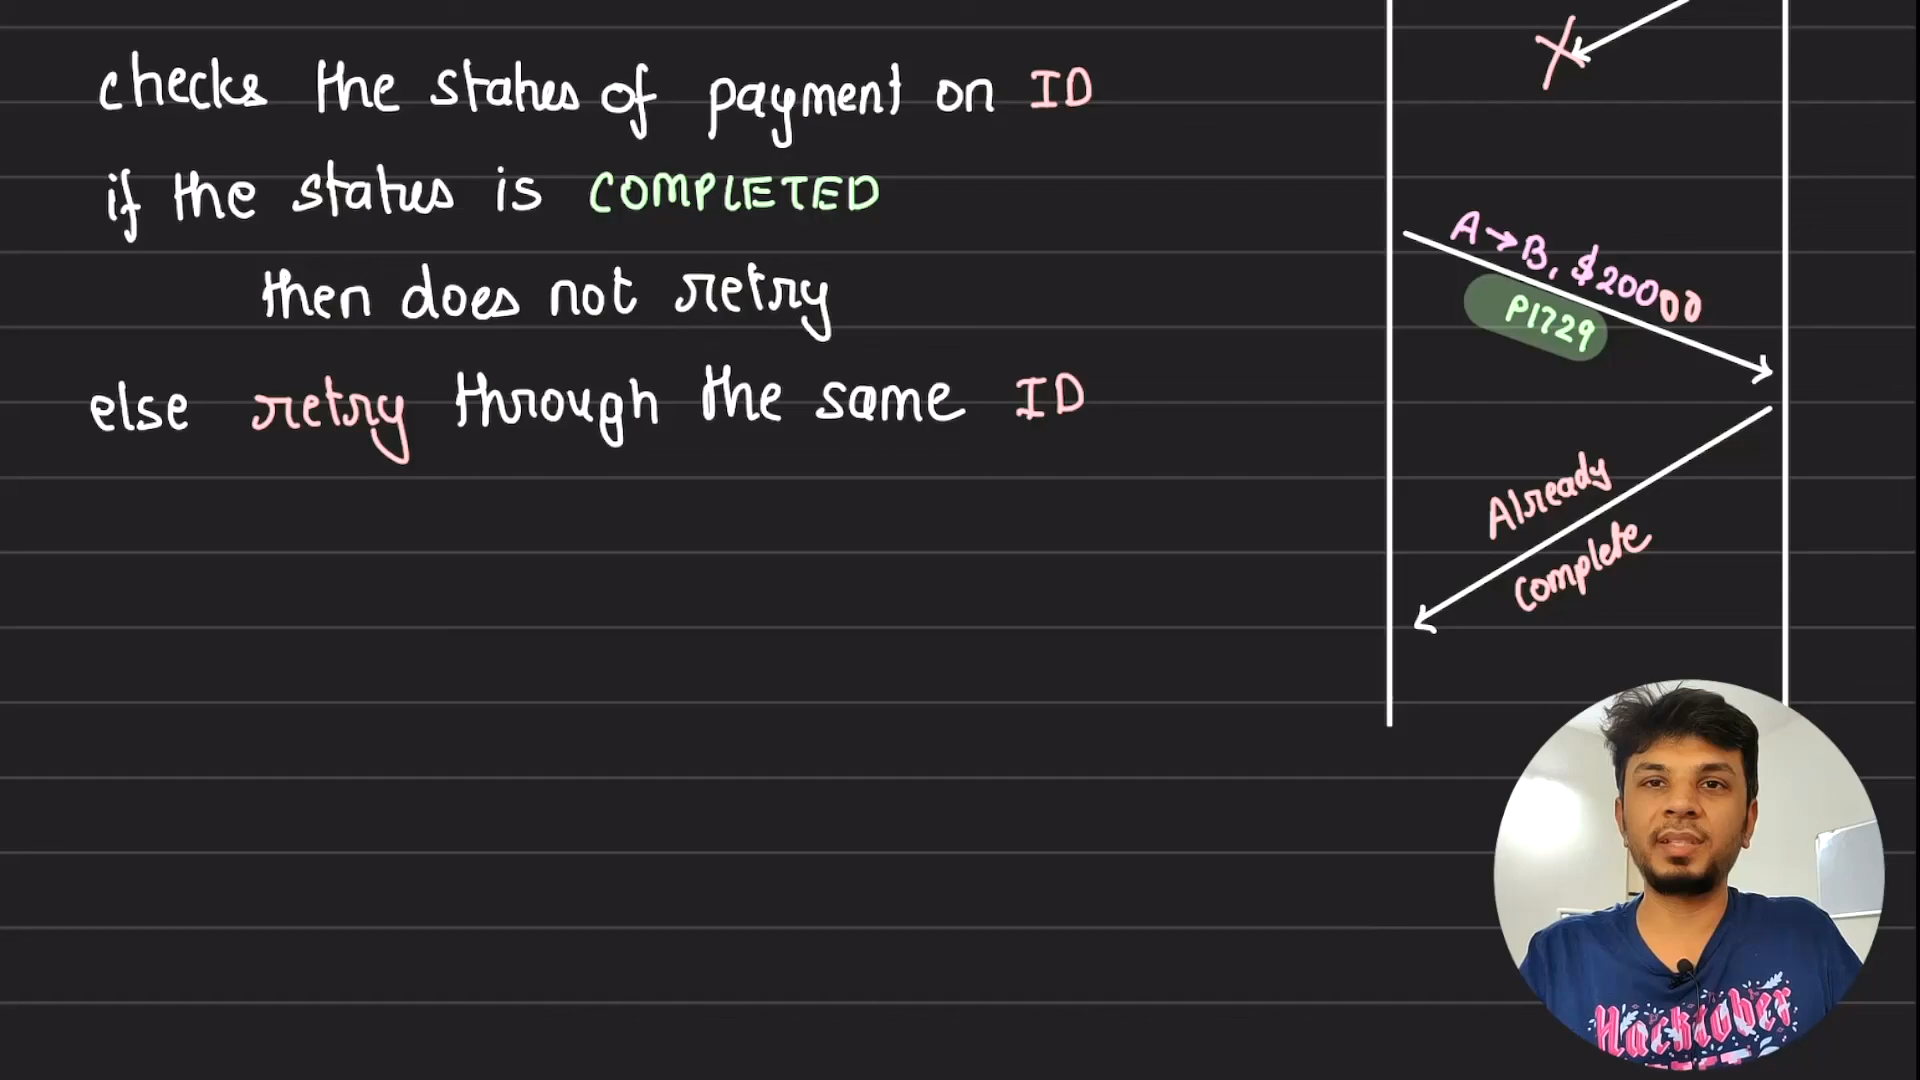 checks the status of payment on ID
if the status is COMPLETED
then does not retry
else retry through the same ID
A→B, $20000
P1729
Already
Complete
Hacktober